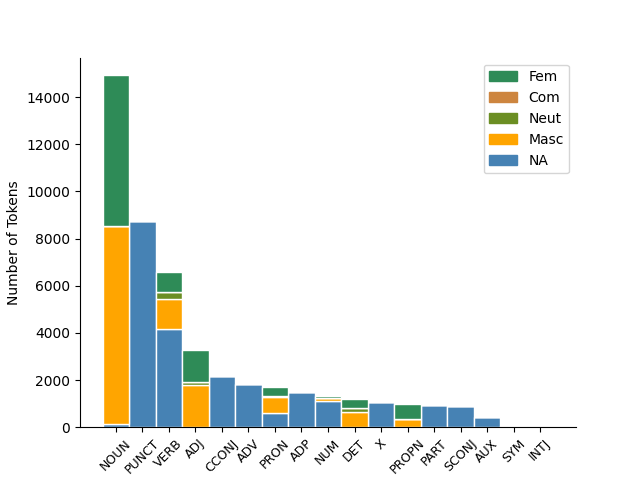 Number of Tokens
14000
12000
10000
8000
6000
4000
2000
0
Fem
Com
Neut
Masc
NA
NOUN
PUNCT
VERB
ADJ
CCONJ
ADV
PRON
ADP
NUM
DET
X
PROPN
PART
SCONJ
AUX
SYM
INTJ